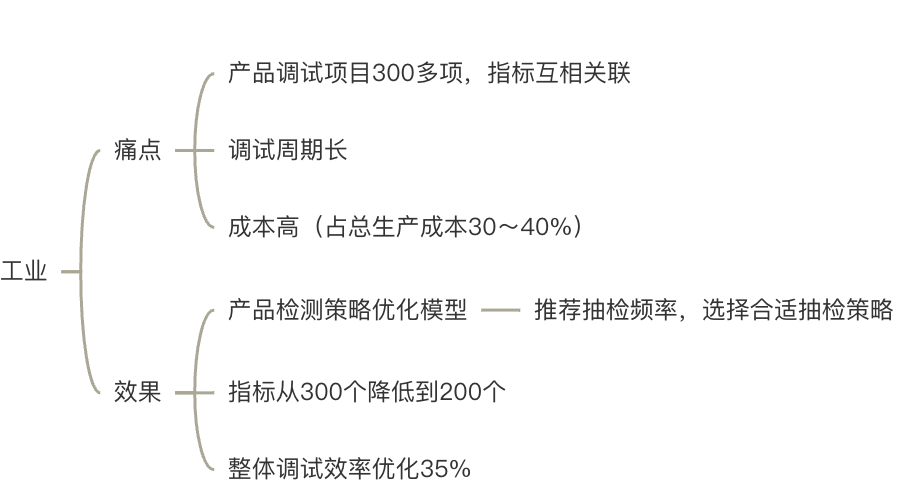 产品调试项目300多项，指标互相关联
痛点
调试周期长
成本高（占总生产成本30～40%）
工业
产品检测策略优化模型
推荐抽检频率，选择合适抽检策略
效果
指标从300个降低到200个
整体调试效率优化35%